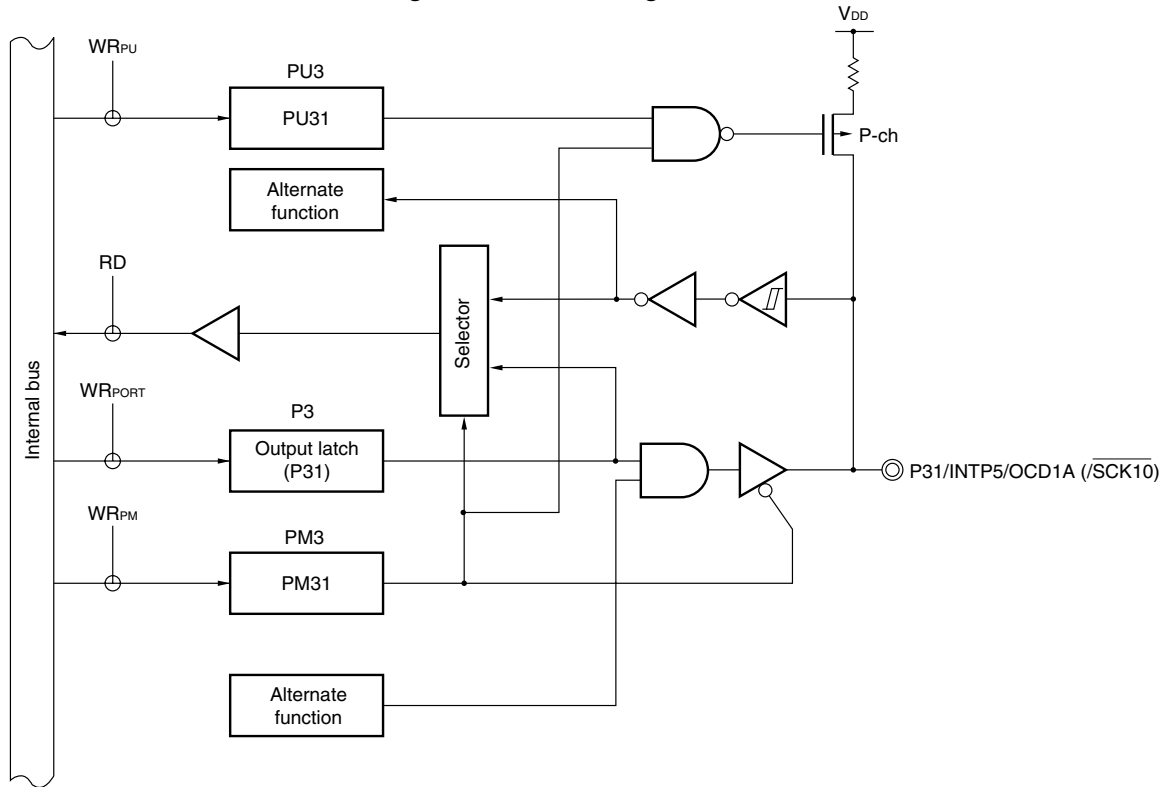 VDD
WRPU
PU3
PU31
P-ch
Alternate
function
RD
Selector
Internal bus
WRPORT
P3
Output latch
(P31)
P31/INTP5/OCD1A (/SCK10)
WRPM
PM3
PM31
Alternate
function